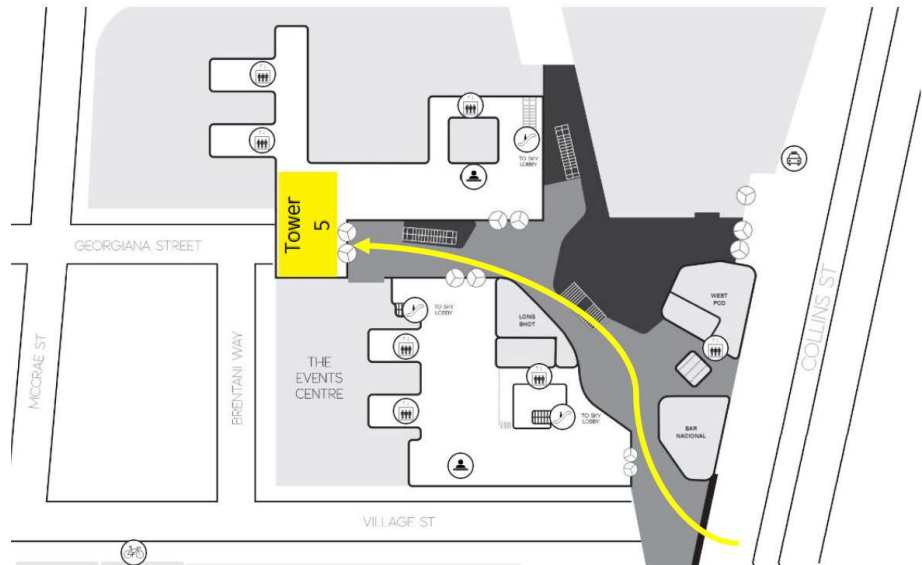 TO SKY
LOBBY
Tower
5
GEORGIANA STREET
WEST
POD
COLLINS ST
TO SKY
LOBBY
LONG
SHOT
MCCRAE ST
BRENTANI WAY
THE
EVENTS
CENTRE
TO SKY
LOBBY
BAR
NACIONAL
VILLAGE ST